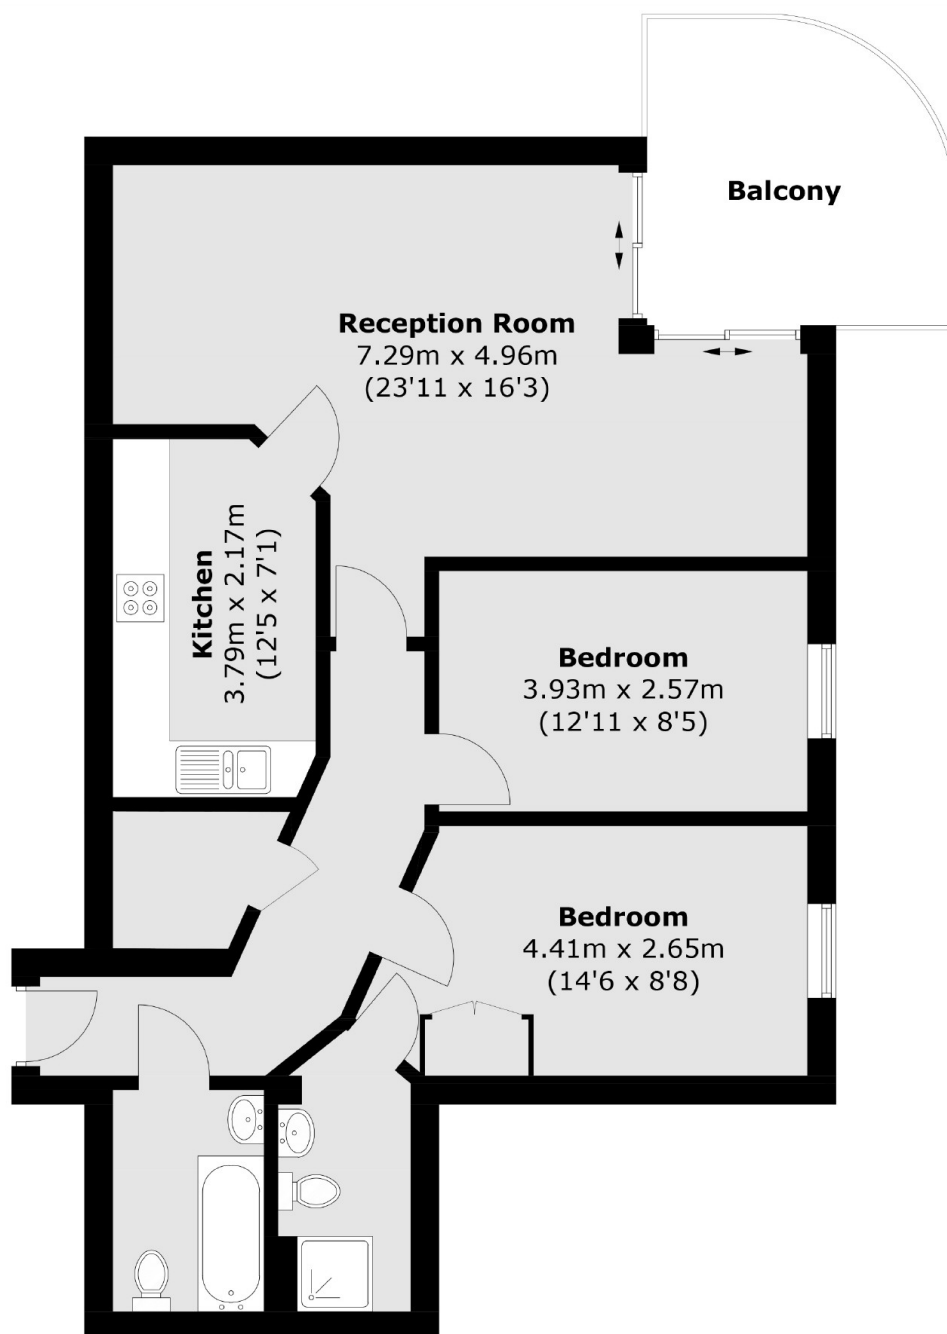 Balcony
Reception Room
7.29m x 4.96m
(23'11 x 16'3)
Kitchen
3.79m x 2.17m
(12'5 x 7'1)
Bedroom
3.93m x 2.57m
(12'11 x 8'5)
Bedroom
4.41m x 2.65m
(14'6 x 8'8)